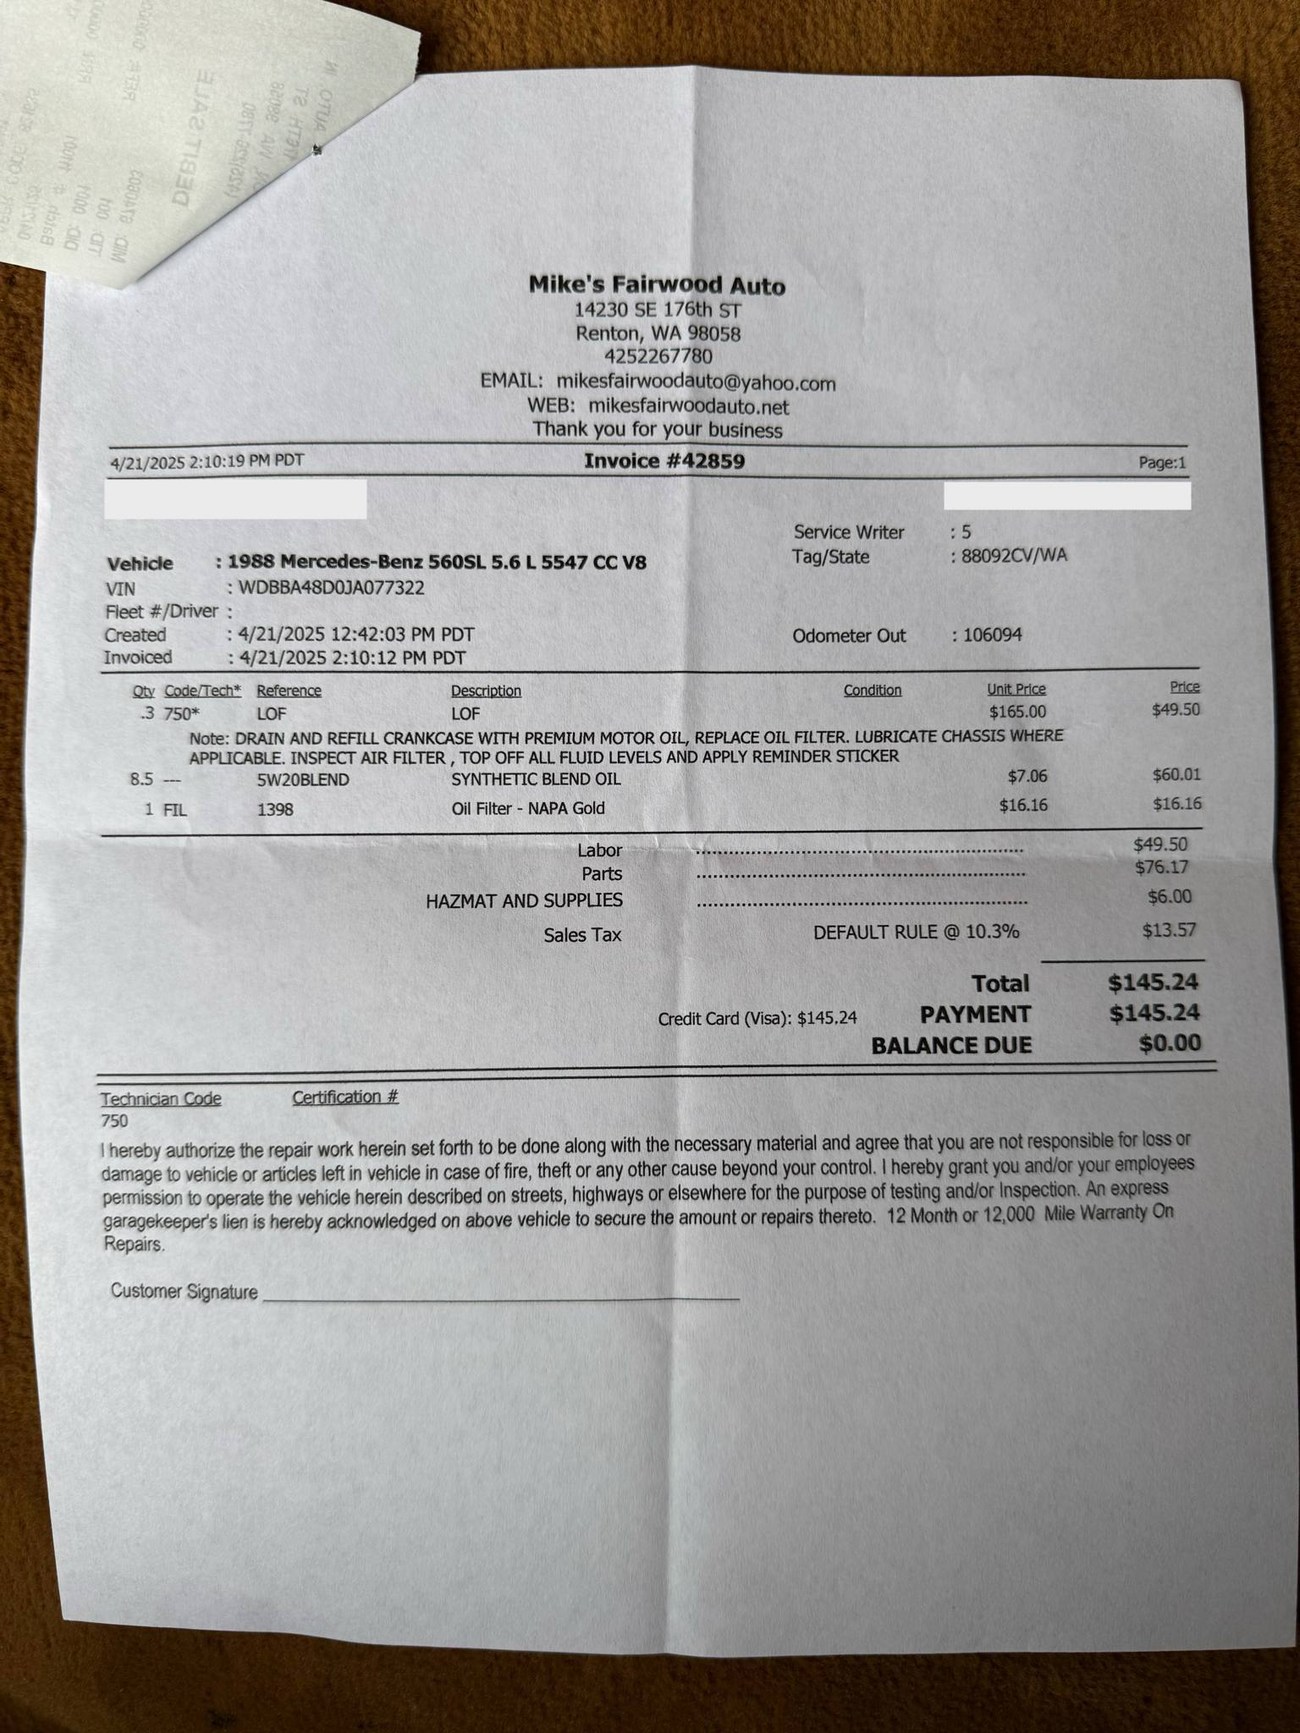 DEBIT SALE
Mike's Fairwood Auto
14230 SE 176th ST
Renton, WA 98058
4252267780
EMAIL: mikesfairwoodauto@yahoo.com
WEB: mikesfairwoodauto.net
Thank you for your business
4/21/2025 2:10:19 PM PDT Invoice #42859 Page:1
Service Writer : 5
Tag/State : 88092CV/WA
Vehicle : 1988 Mercedes-Benz 560SL 5.6 L 5547 CC V8
VIN : WDBBA48D0JA077322
Fleet #/Driver :
Created : 4/21/2025 12:42:03 PM PDT Odometer Out : 106094
Invoiced : 4/21/2025 2:10:12 PM PDT
Qty Code/Tech* Reference Description Condition Unit Price Price
.3 750* LOF LOF $165.00 $49.50
Note: DRAIN AND REFILL CRANKCASE WITH PREMIUM MOTOR OIL, REPLACE OIL FILTER. LUBRICATE CHASSIS WHERE
APPLICABLE. INSPECT AIR FILTER , TOP OFF ALL FLUID LEVELS AND APPLY REMINDER STICKER
8.5 --- 5W20BLEND SYNTHETIC BLEND OIL $7.06 $60.01
1 FIL 1398 Oil Filter - NAPA Gold $16.16 $16.16
Labor ........................................................ $49.50
Parts ........................................................ $76.17
HAZMAT AND SUPPLIES ........................................................ $6.00
Sales Tax DEFAULT RULE @ 10.3% $13.57
Total $145.24
Credit Card (Visa): $145.24 PAYMENT $145.24
BALANCE DUE $0.00
Technician Code Certification #
750
I hereby authorize the repair work herein set forth to be done along with the necessary material and agree that you are not responsible for loss or
damage to vehicle or articles left in vehicle in case of fire, theft or any other cause beyond your control. I hereby grant you and/or your employees
permission to operate the vehicle herein described on streets, highways or elsewhere for the purpose of testing and/or Inspection. An express
garagekeeper's lien is hereby acknowledged on above vehicle to secure the amount or repairs thereto. 12 Month or 12,000 Mile Warranty On
Repairs.
Customer Signature